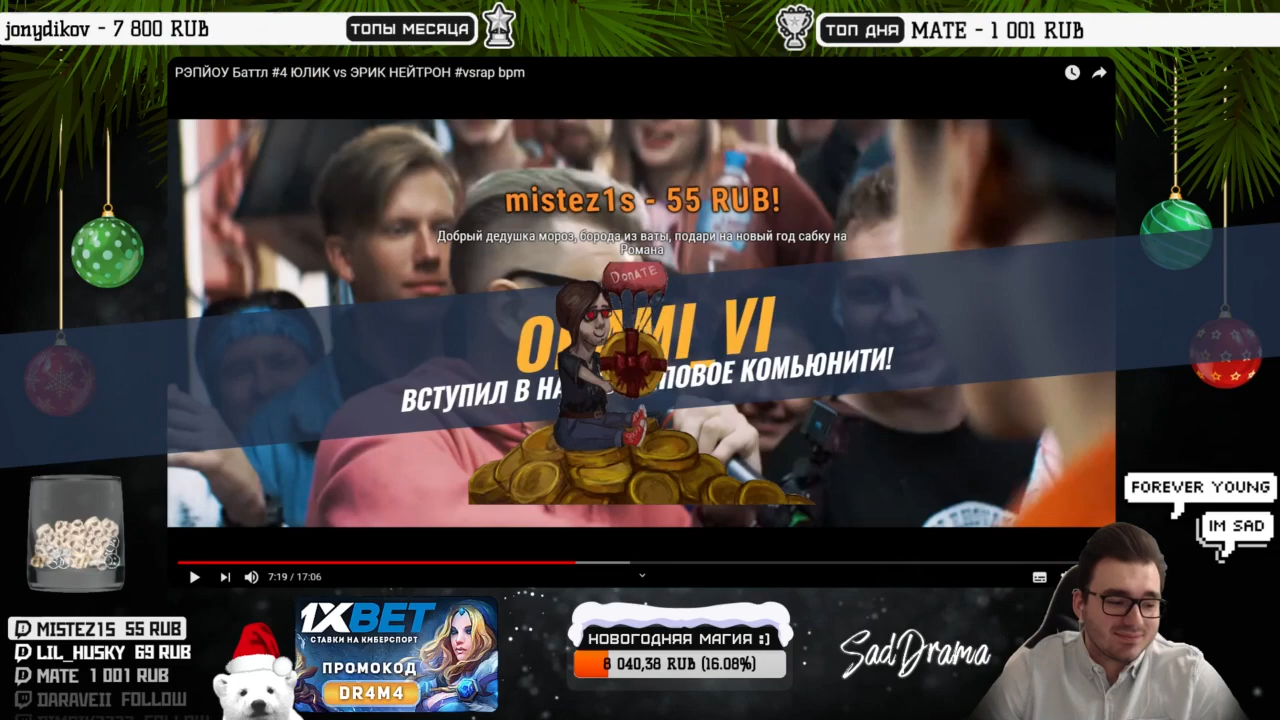 jonydikov - 7 800 RUB
ТОПЫ МЕСЯЦА
ТОП ДНЯ
MATE - 1 001 RUB
РЭПЙОУ Баттл #4 ЮЛИК vs ЭРИК НЕЙТРОН #vsrap bpm
mistez1s - 55 RUB!
Добрый дедушка мороз, борода из ваты, подари на новый год сабку на
Романа
DONATE
ВСТУПИЛ В КОМЬЮНИТИ!
FOREVER YOUNG
IM SAD
7:19 / 17:06
MISTEZ1S 55 RUB
LIL_HUSKY 69 RUB
MATE 1 001 RUB
DARAVEII FOLLOW
1XBET
СТАВКИ НА КИБЕРСПОРТ
ПРОМОКОД
DR4M4
НОВОГОДНЯЯ МАГИЯ :)
8 040,38 RUB (16.08%)
SadDrama